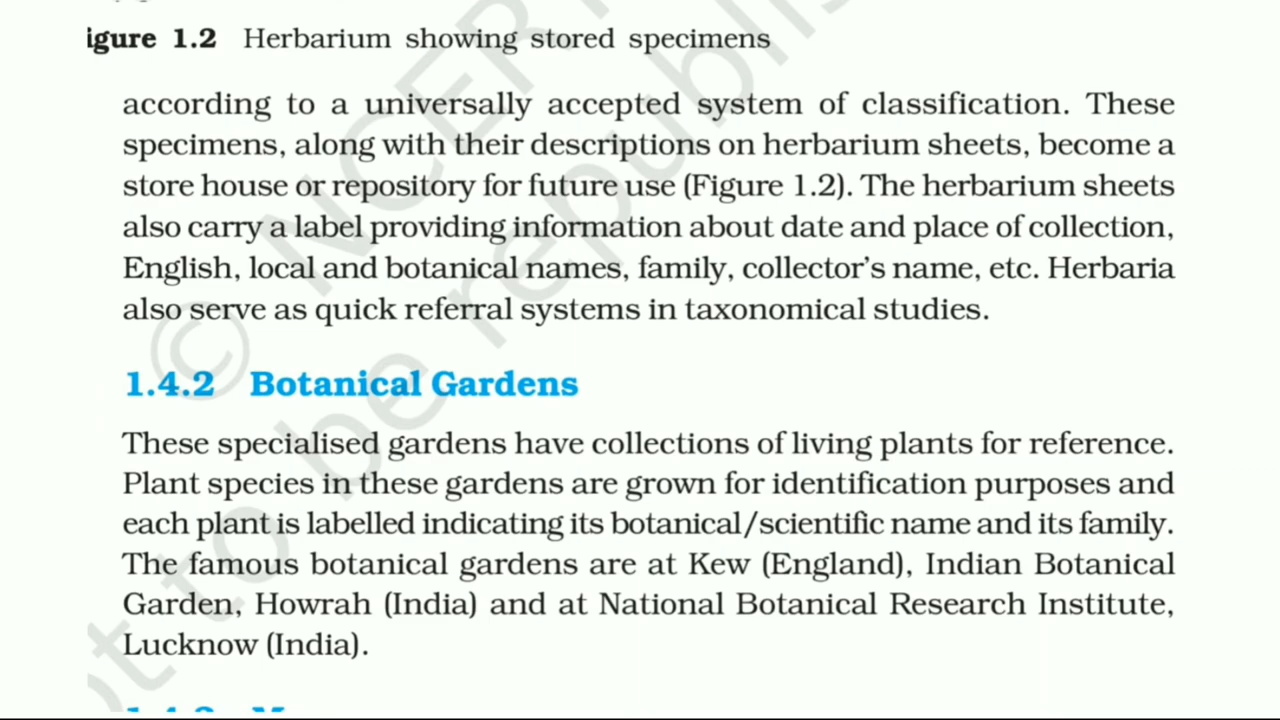 igure 1.2 Herbarium showing stored specimens
according to a universally accepted system of classification. These
specimens, along with their descriptions on herbarium sheets, become a
store house or repository for future use (Figure 1.2). The herbarium sheets
also carry a label providing information about date and place of collection,
English, local and botanical names, family, collector's name, etc. Herbaria
also serve as quick referral systems in taxonomical studies.
1.4.2 Botanical Gardens
These specialised gardens have collections of living plants for reference.
Plant species in these gardens are grown for identification purposes and
each plant is labelled indicating its botanical/scientific name and its family.
The famous botanical gardens are at Kew (England), Indian Botanical
Garden, Howrah (India) and at National Botanical Research Institute,
Lucknow (India).